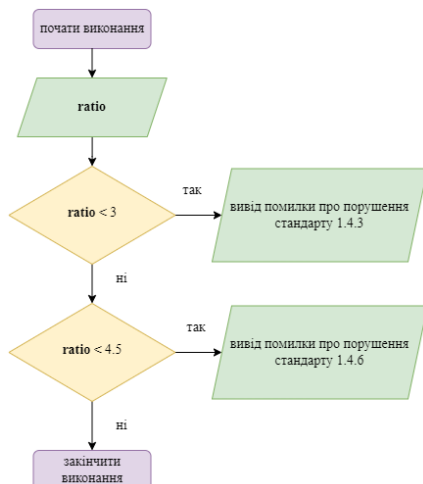 почати виконання
ratio
ratio < 3
так
вивід помилки про порушення
стандарту 1.4.3
ні
ratio < 4.5
так
вивід помилки про порушення
стандарту 1.4.6
ні
закінчити
виконання